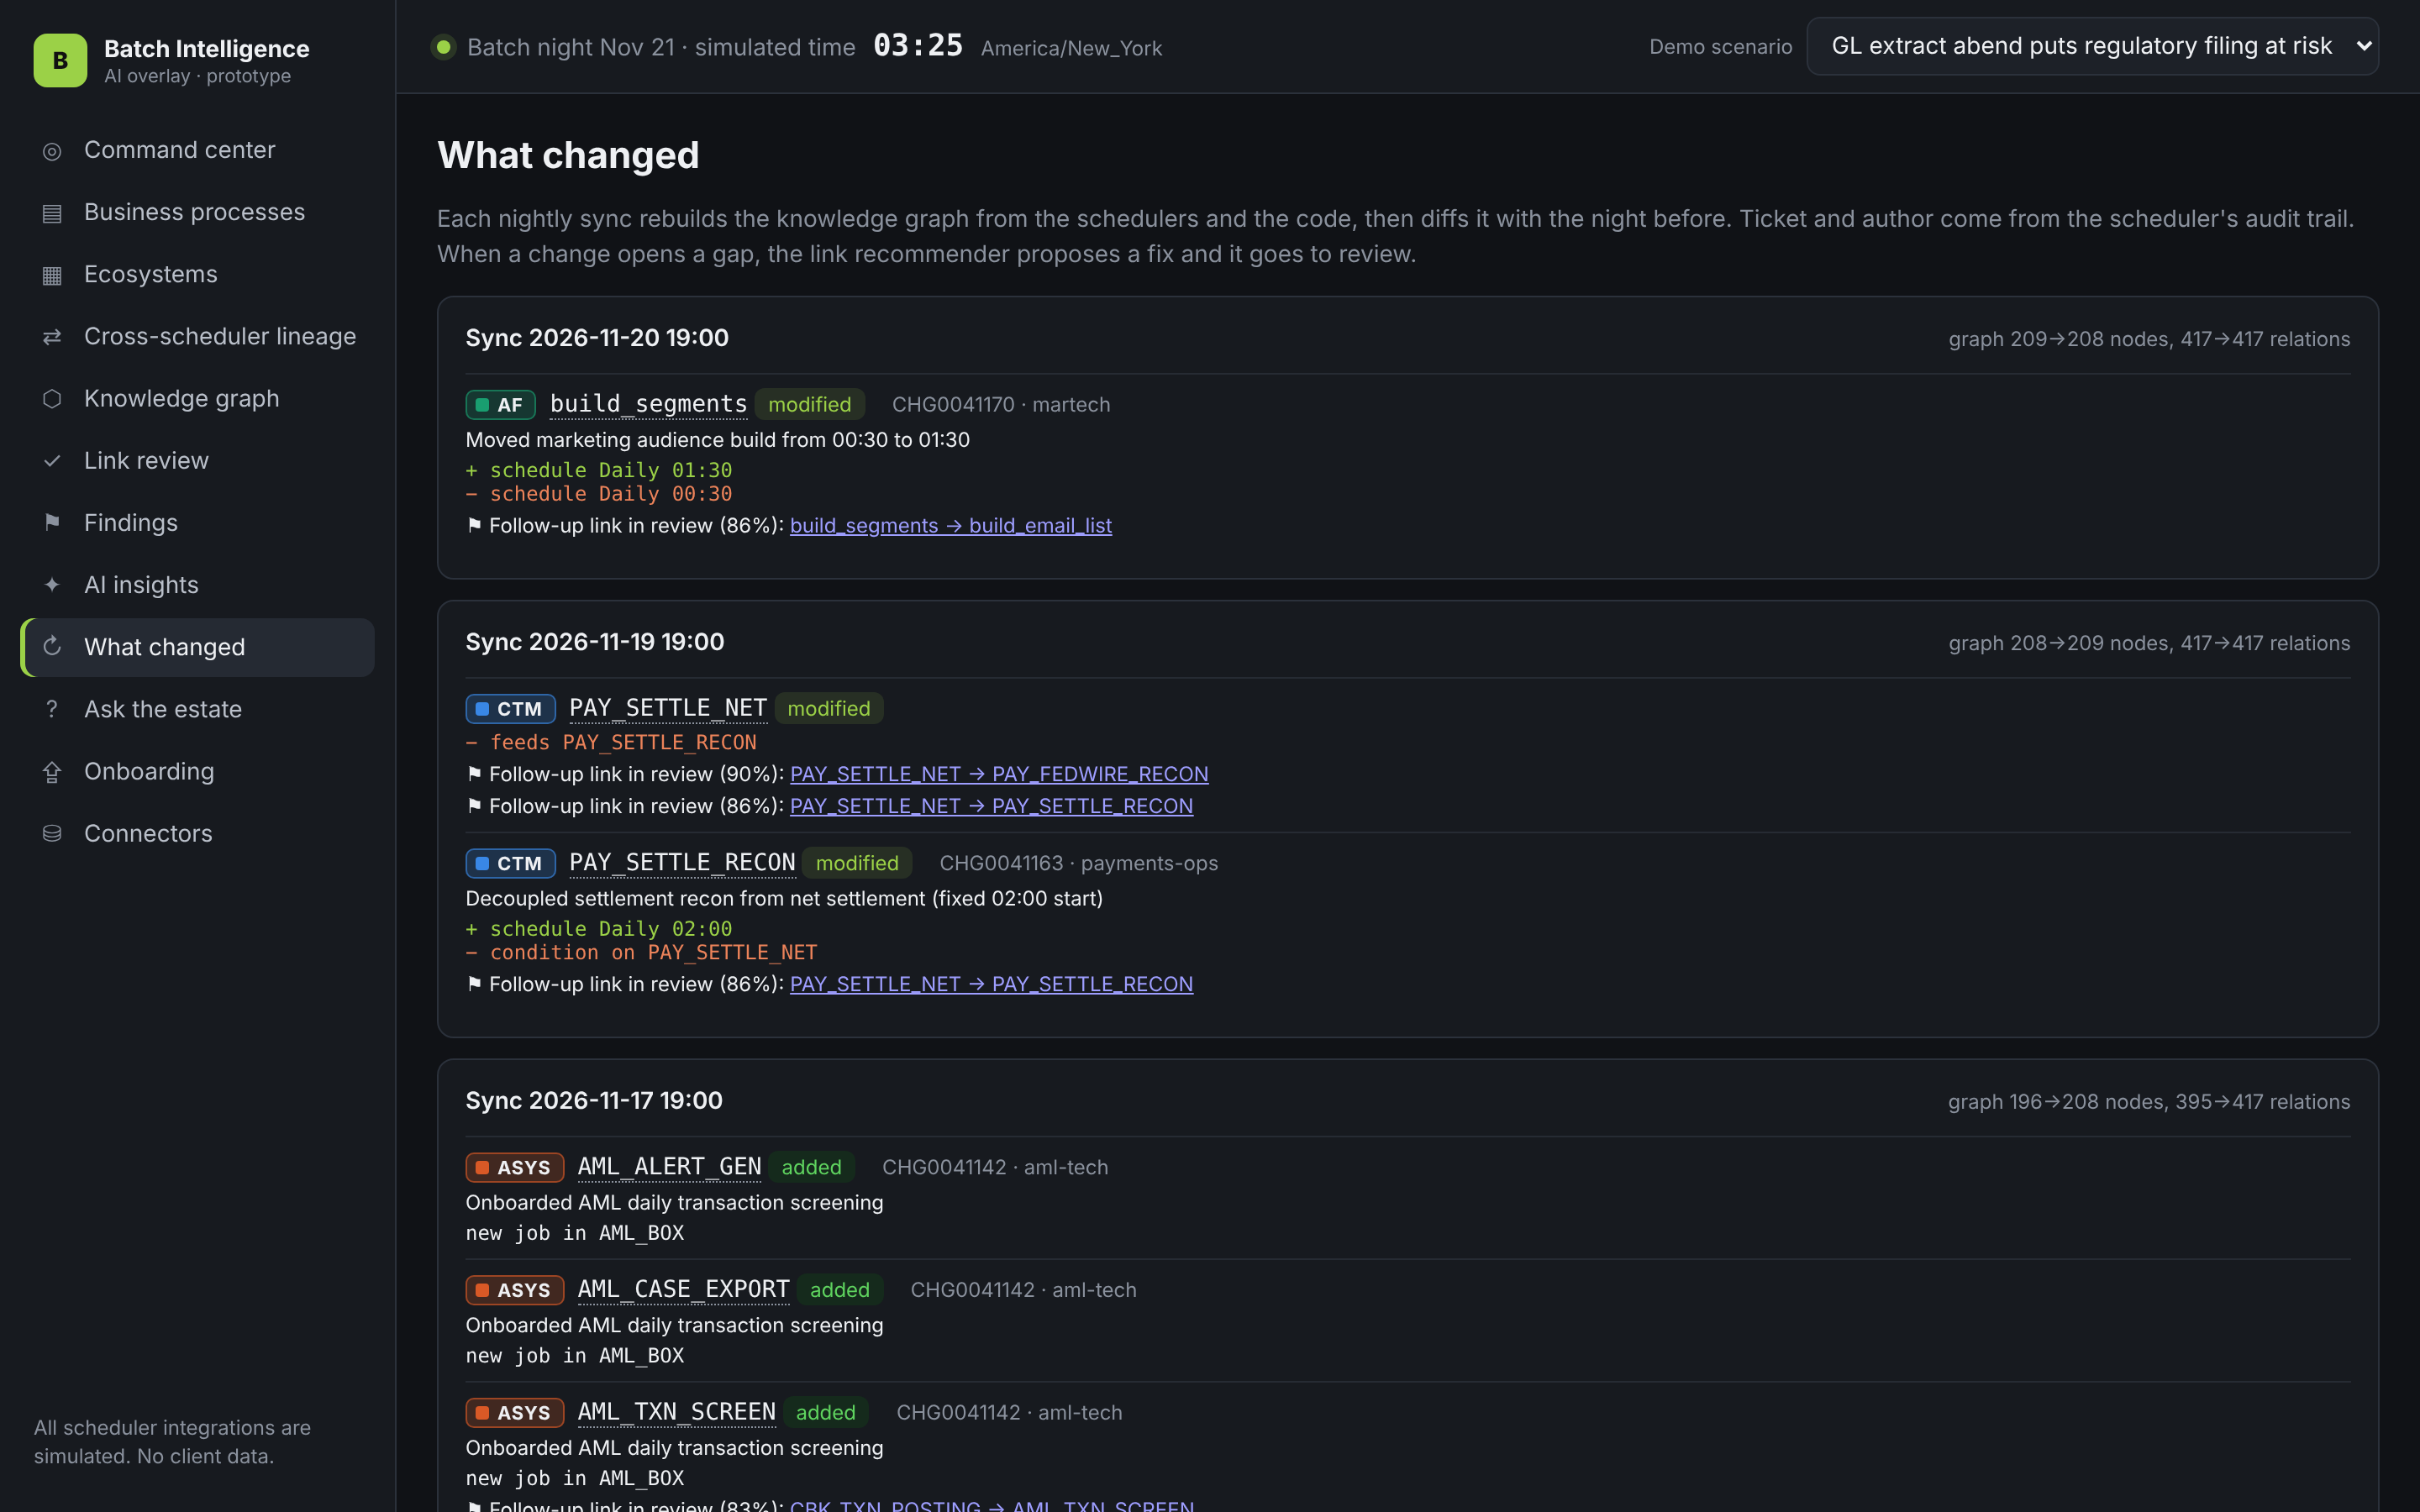 B
Batch Intelligence
AI overlay · prototype
Command center
Business processes
Ecosystems
Cross-scheduler lineage
Knowledge graph
Link review
Findings
AI insights
What changed
Ask the estate
Onboarding
Connectors
All scheduler integrations are
simulated. No client data.
Batch night Nov 21 · simulated time 03:25 America/New_York
Demo scenario GL extract abend puts regulatory filing at risk
What changed
Each nightly sync rebuilds the knowledge graph from the schedulers and the code, then diffs it with the night before. Ticket and author come from the scheduler's audit trail.
When a change opens a gap, the link recommender proposes a fix and it goes to review.
Sync 2026-11-20 19:00 graph 209→208 nodes, 417→417 relations
AF build_segments modified CHG0041170 · martech
Moved marketing audience build from 00:30 to 01:30
+ schedule Daily 01:30
− schedule Daily 00:30
⚑ Follow-up link in review (86%): build_segments → build_email_list
Sync 2026-11-19 19:00 graph 208→209 nodes, 417→417 relations
CTM PAY_SETTLE_NET modified
− feeds PAY_SETTLE_RECON
⚑ Follow-up link in review (90%): PAY_SETTLE_NET → PAY_FEDWIRE_RECON
⚑ Follow-up link in review (86%): PAY_SETTLE_NET → PAY_SETTLE_RECON
CTM PAY_SETTLE_RECON modified CHG0041163 · payments-ops
Decoupled settlement recon from net settlement (fixed 02:00 start)
+ schedule Daily 02:00
− condition on PAY_SETTLE_NET
⚑ Follow-up link in review (86%): PAY_SETTLE_NET → PAY_SETTLE_RECON
Sync 2026-11-17 19:00 graph 196→208 nodes, 395→417 relations
ASYS AML_ALERT_GEN added CHG0041142 · aml-tech
Onboarded AML daily transaction screening
new job in AML_BOX
ASYS AML_CASE_EXPORT added CHG0041142 · aml-tech
Onboarded AML daily transaction screening
new job in AML_BOX
ASYS AML_TXN_SCREEN added CHG0041142 · aml-tech
Onboarded AML daily transaction screening
new job in AML_BOX
⚑ Follow-up link in review (83%): CBK_TXN_POSTING → AML_TXN_SCREEN